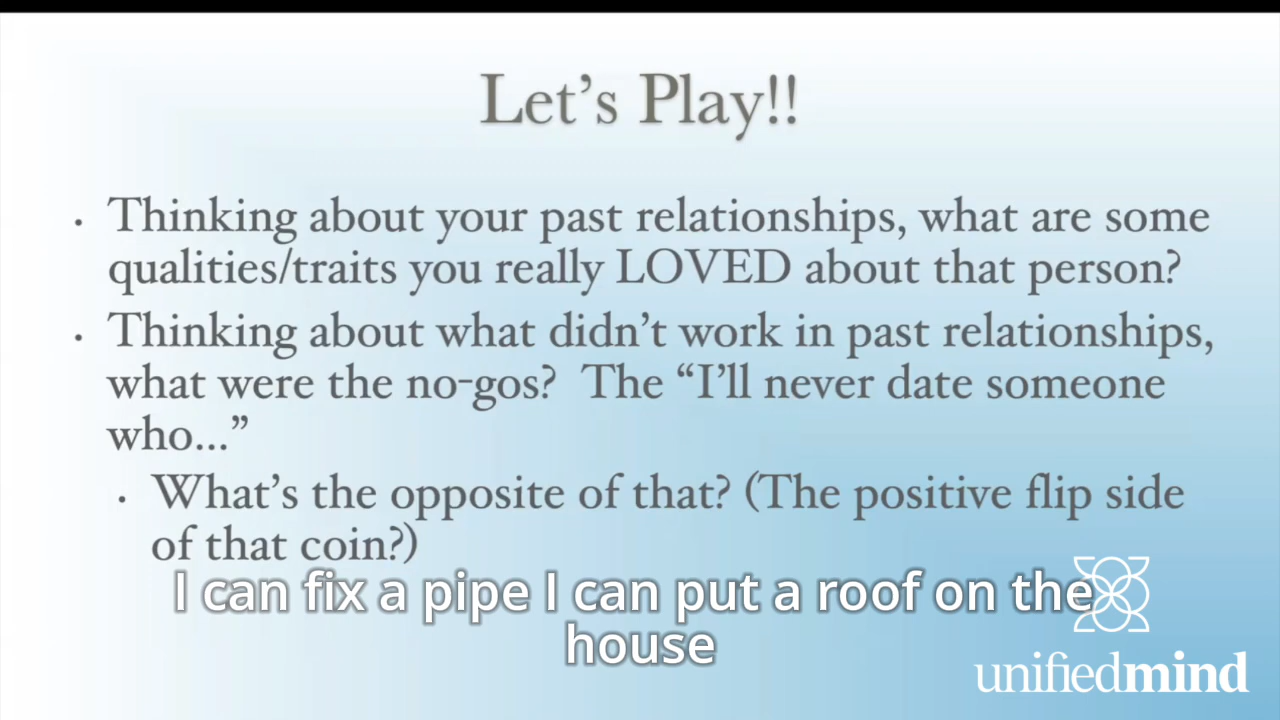 Let's Play!!
· Thinking about your past relationships, what are some
qualities/traits you really LOVED about that person?
· Thinking about what didn't work in past relationships,
what were the no-gos?  The “I'll never date someone
who...”
· What's the opposite of that? (The positive flip side
of that coin?)
I can fix a pipe I can put a roof on the
house
unifiedmind